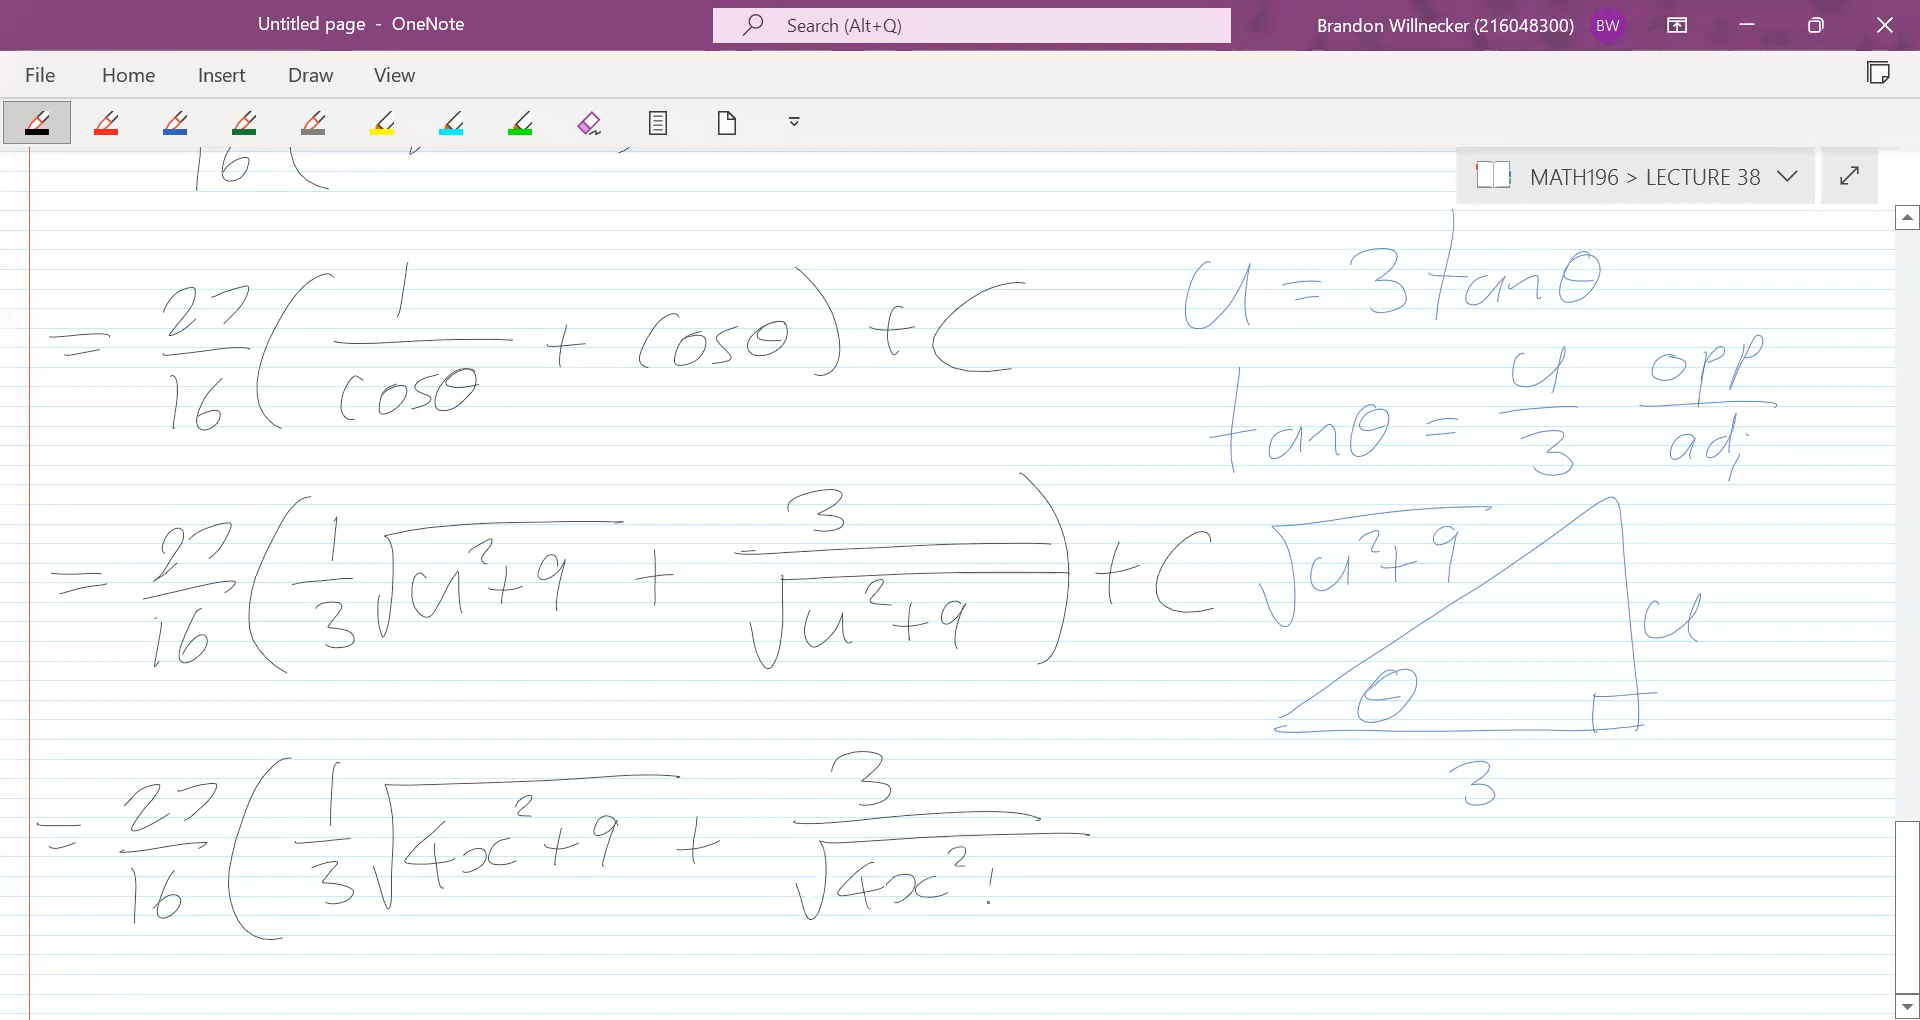 Untitled page - OneNote
Search (Alt+Q)
Brandon Willnecker (216048300) BW
File Home Insert Draw View
MATH196 > LECTURE 38
16 (
= 27/16 ( 1/cosθ + cosθ ) + C
u = 3 tanθ
tanθ = u/3 opp/adj
= 27/16 ( 1/3 √(u²+9) + 3/√(u²+9) ) + C
√(u²+9)
u
θ
3
= 27/16 ( 1/3 √(4x²+9) + 3/√(4x²